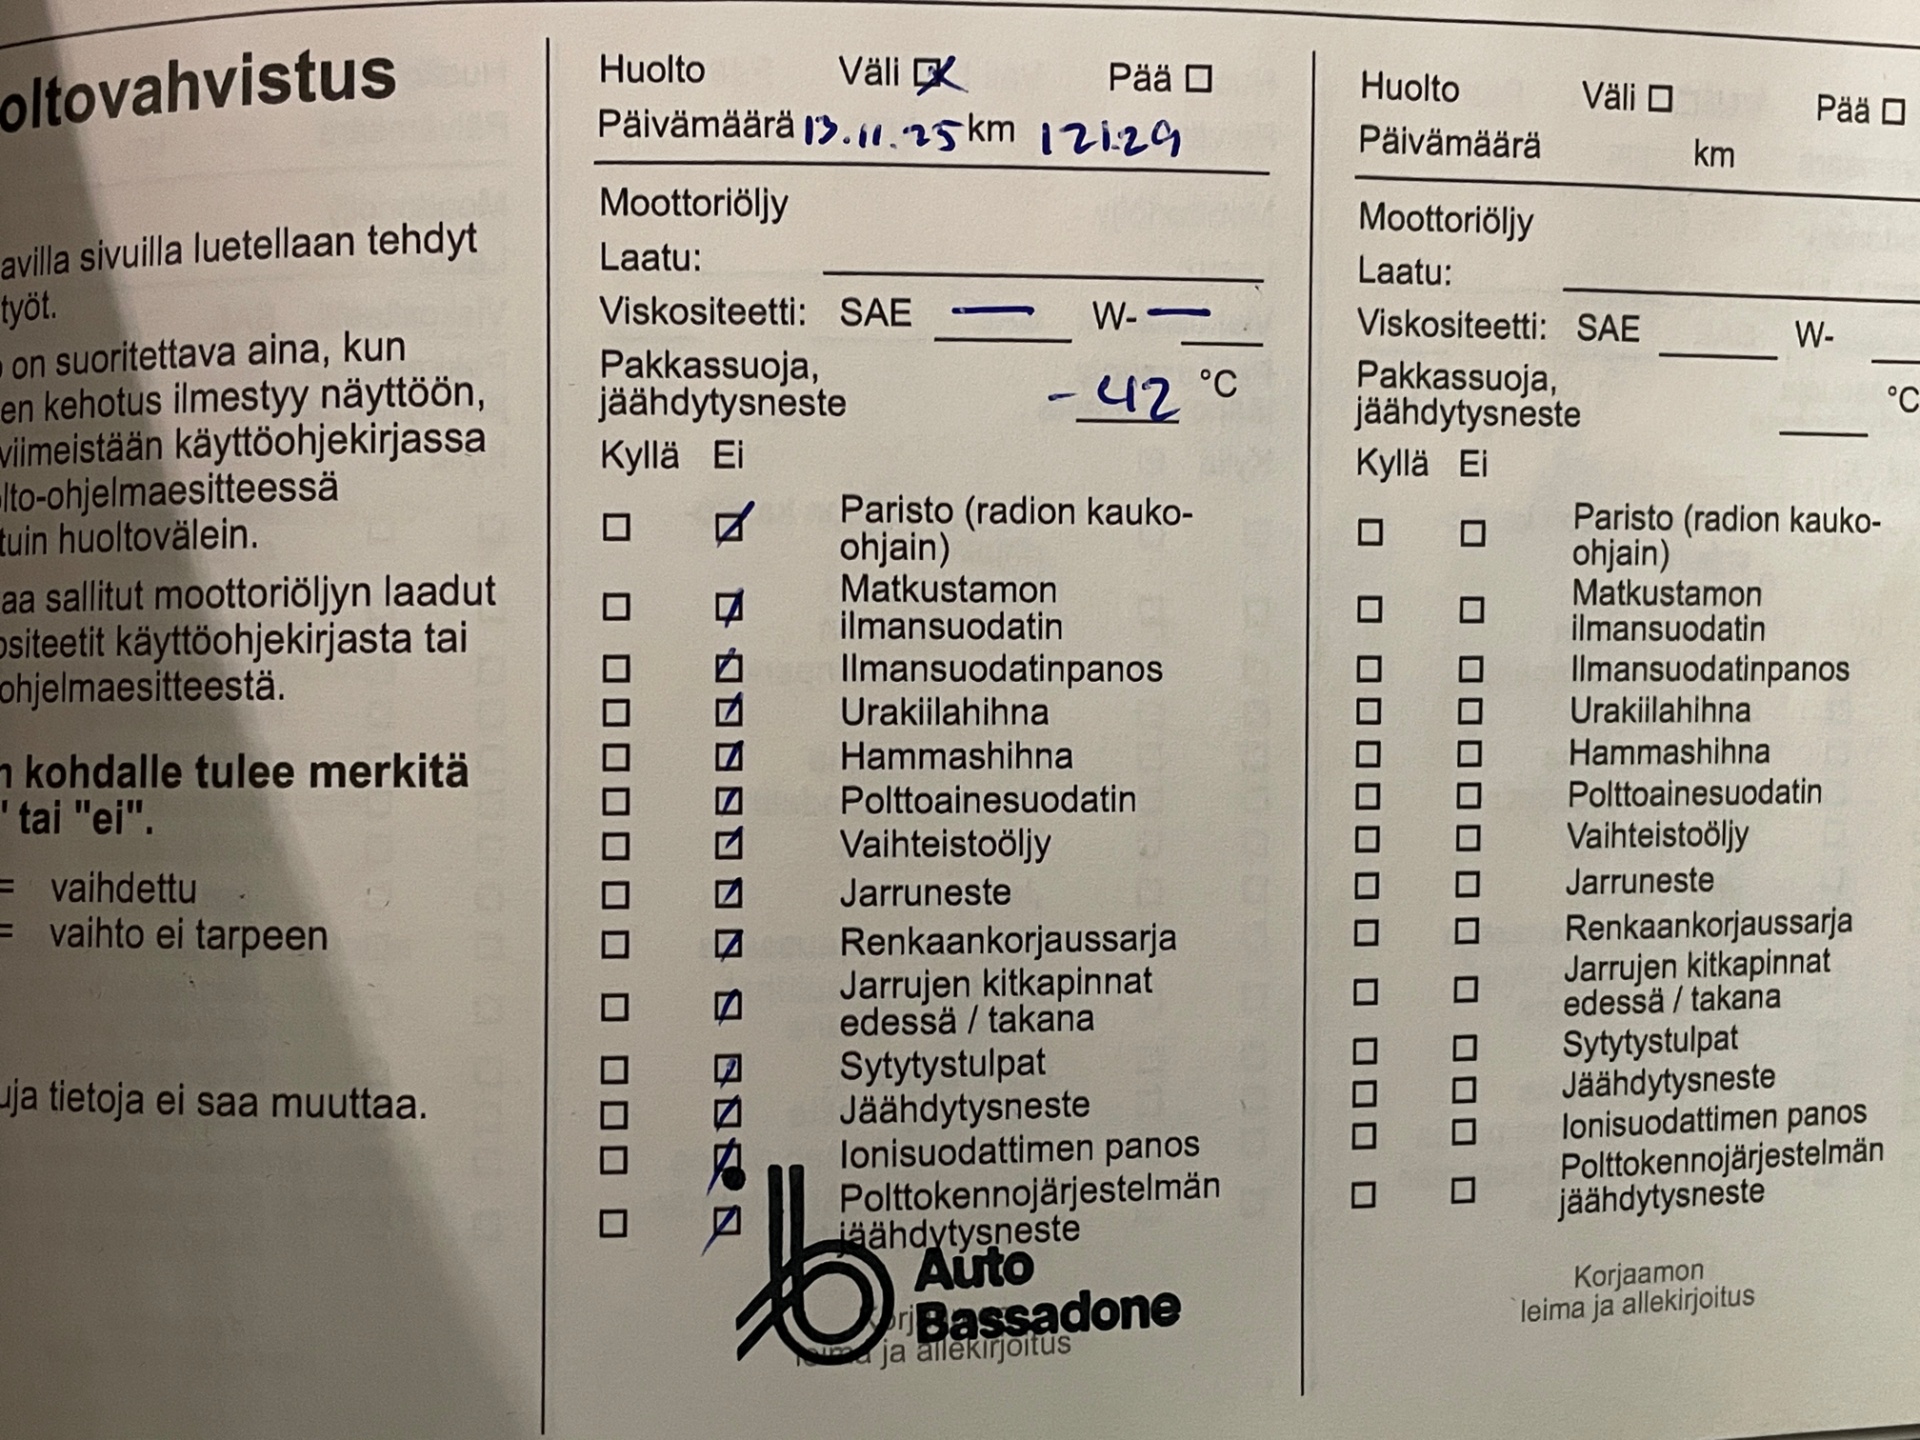 oltovahvistus
avilla sivuilla luetellaan tehdyt
työt.
on suoritettava aina, kun
en kehotus ilmestyy näyttöön,
viimeistään käyttöohjekirjassa
lto-ohjelmaesitteessä
tuin huoltovälein.
aa sallitut moottoriöljyn laadut
ositeetit käyttöohjekirjasta tai
ohjelmaesitteestä.
n kohdalle tulee merkitä
" tai "ei".
= vaihdettu
= vaihto ei tarpeen
uja tietoja ei saa muuttaa.
Huolto Väli Pää
Päivämäärä 13.11.25 km 12129
Moottoriöljy
Laatu:
Viskositeetti: SAE — W- —
Pakkassuoja,
jäähdytysneste -42 °C
Kyllä Ei
Paristo (radion kauko-
ohjain)
Matkustamon
ilmansuodatin
Ilmansuodatinpanos
Urakiilahihna
Hammashihna
Polttoainesuodatin
Vaihteistoöljy
Jarruneste
Renkaankorjaussarja
Jarrujen kitkapinnat
edessä / takana
Sytytystulpat
Jäähdytysneste
Ionisuodattimen panos
Polttokennojärjestelmän
jäähdytysneste
Auto
Bassadone
leima ja allekirjoitus
Huolto Väli Pää
Päivämäärä km
Moottoriöljy
Laatu:
Viskositeetti: SAE W-
Pakkassuoja,
jäähdytysneste °C
Kyllä Ei
Paristo (radion kauko-
ohjain)
Matkustamon
ilmansuodatin
Ilmansuodatinpanos
Urakiilahihna
Hammashihna
Polttoainesuodatin
Vaihteistoöljy
Jarruneste
Renkaankorjaussarja
Jarrujen kitkapinnat
edessä / takana
Sytytystulpat
Jäähdytysneste
Ionisuodattimen panos
Polttokennojärjestelmän
jäähdytysneste
Korjaamon
leima ja allekirjoitus